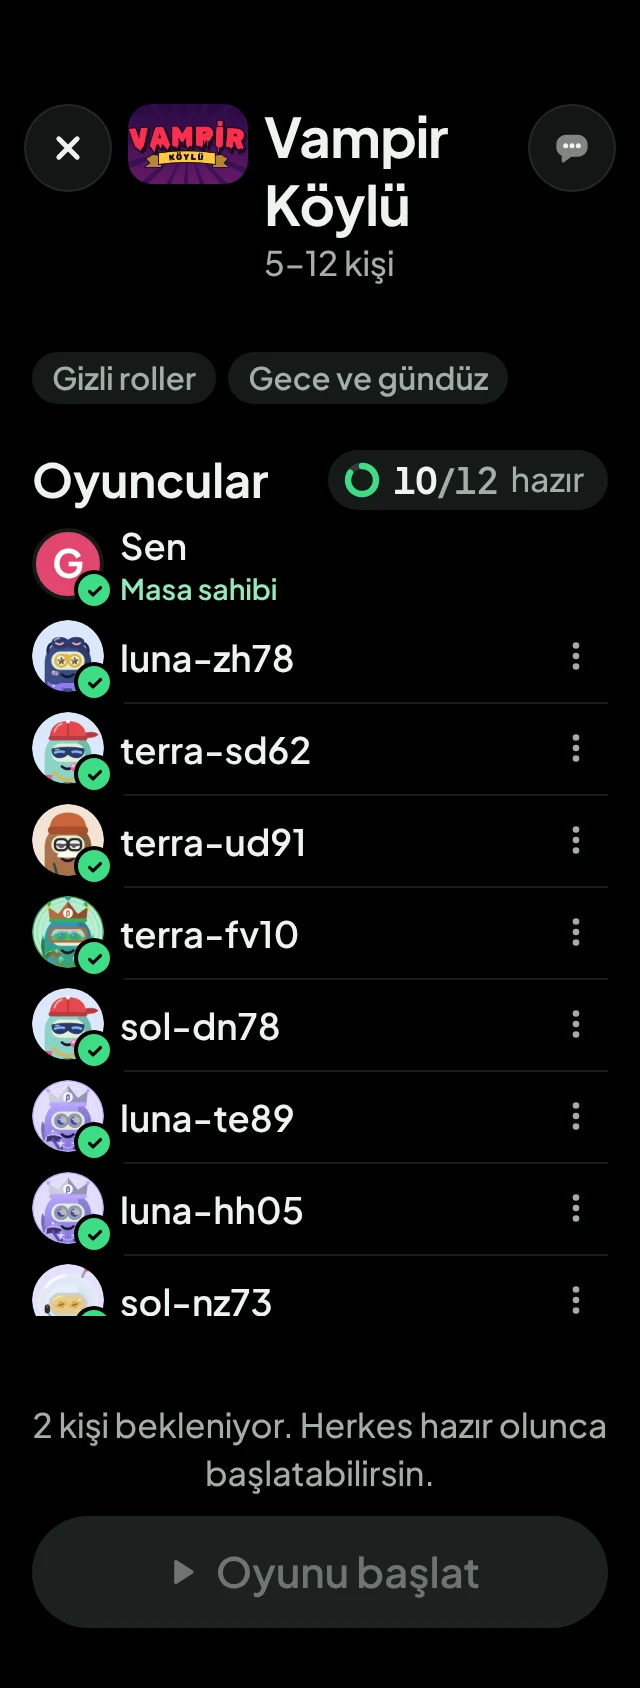 VAMPİR
KÖYLÜ
Vampir
Köylü
5–12 kişi
Gizli roller
Gece ve gündüz
Oyuncular
10/12 hazır
G
Sen
Masa sahibi
luna-zh78
terra-sd62
terra-ud91
terra-fv10
sol-dn78
luna-te89
luna-hh05
sol-nz73
2 kişi bekleniyor. Herkes hazır olunca
başlatabilirsin.
Oyunu başlat